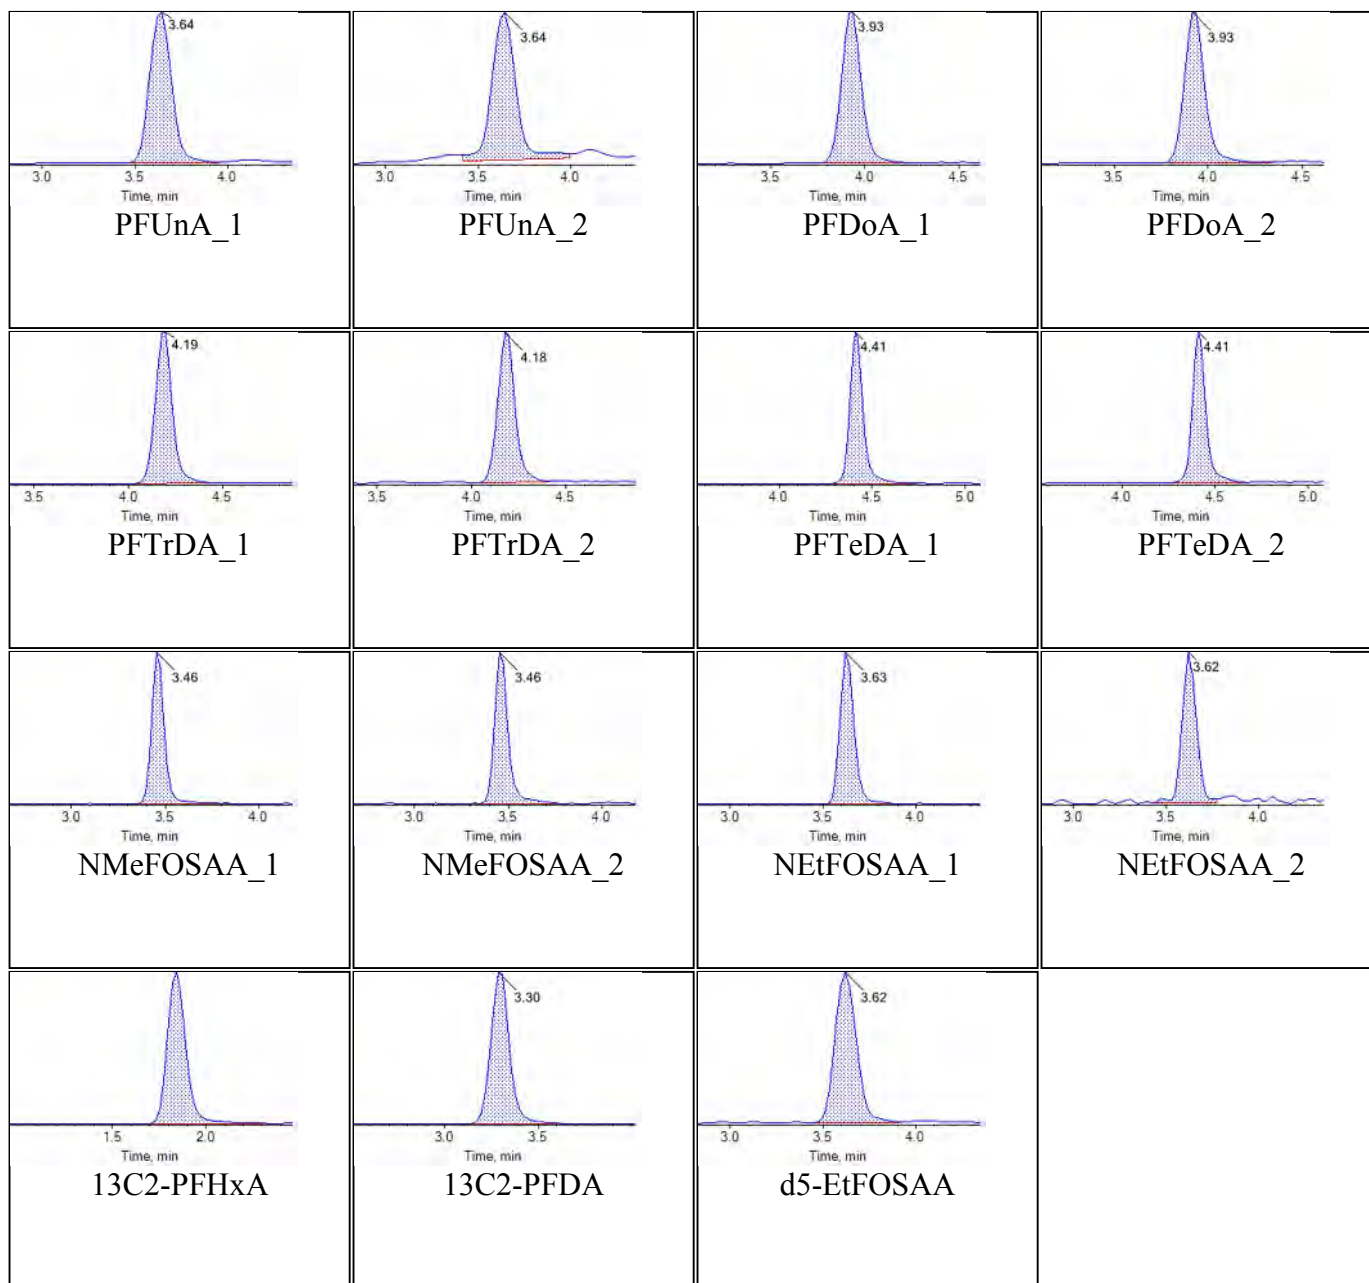 3.64 3.64 3.93 3.93
3.0 3.5 4.0 3.0 3.5 4.0 3.5 4.0 4.5 3.5 4.0 4.5
Time, min Time, min Time, min Time, min
PFUnA_1 PFUnA_2 PFDoA_1 PFDoA_2
4.19 4.18 4.41 4.41
3.5 4.0 4.5 3.5 4.0 4.5 4.0 4.5 5.0 4.0 4.5 5.0
Time, min Time, min Time, min Time, min
PFTrDA_1 PFTrDA_2 PFTeDA_1 PFTeDA_2
3.46 3.46 3.63 3.62
3.0 3.5 4.0 3.0 3.5 4.0 3.0 3.5 4.0 3.0 3.5 4.0
Time, min Time, min Time, min Time, min
NMeFOSAA_1 NMeFOSAA_2 NEtFOSAA_1 NEtFOSAA_2
3.30 3.62
1.5 2.0 3.0 3.5 3.0 3.5 4.0
Time, min Time, min Time, min
13C2-PFHxA 13C2-PFDA d5-EtFOSAA